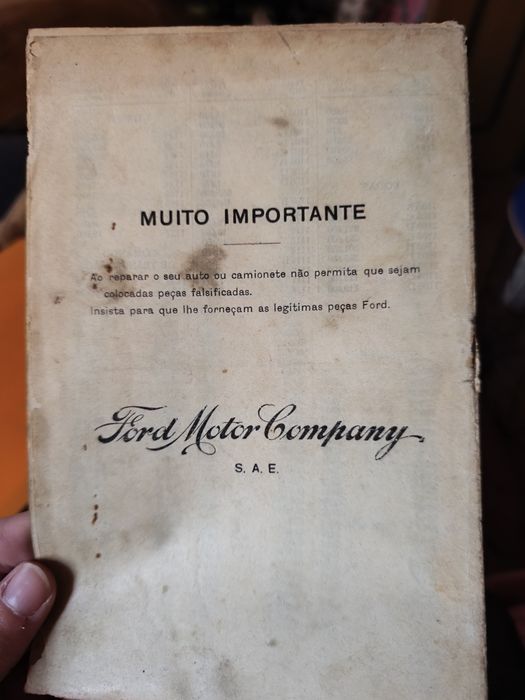 MUITO IMPORTANTE
Ao reparar o seu auto ou camionete não permita que sejam
colocadas peças falsificadas.
Insista para que lhe forneçam as legítimas peças Ford.
Ford Motor Company
S. A. E.